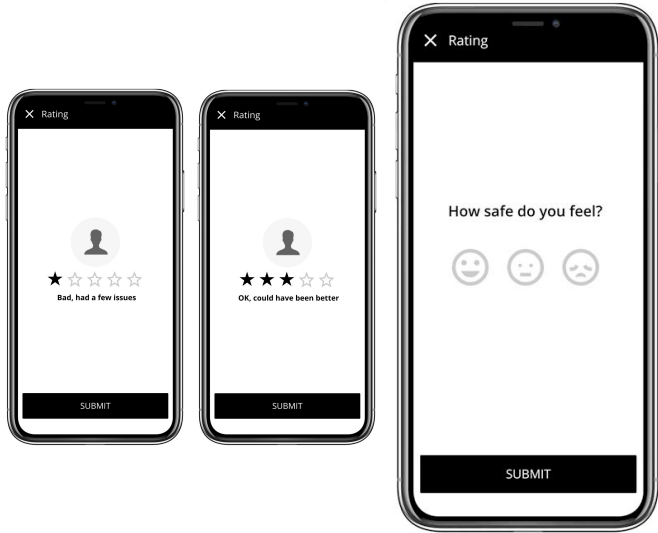 Rating
Bad, had a few issues
SUBMIT
Rating
OK, could have been better
SUBMIT
Rating
How safe do you feel?
SUBMIT